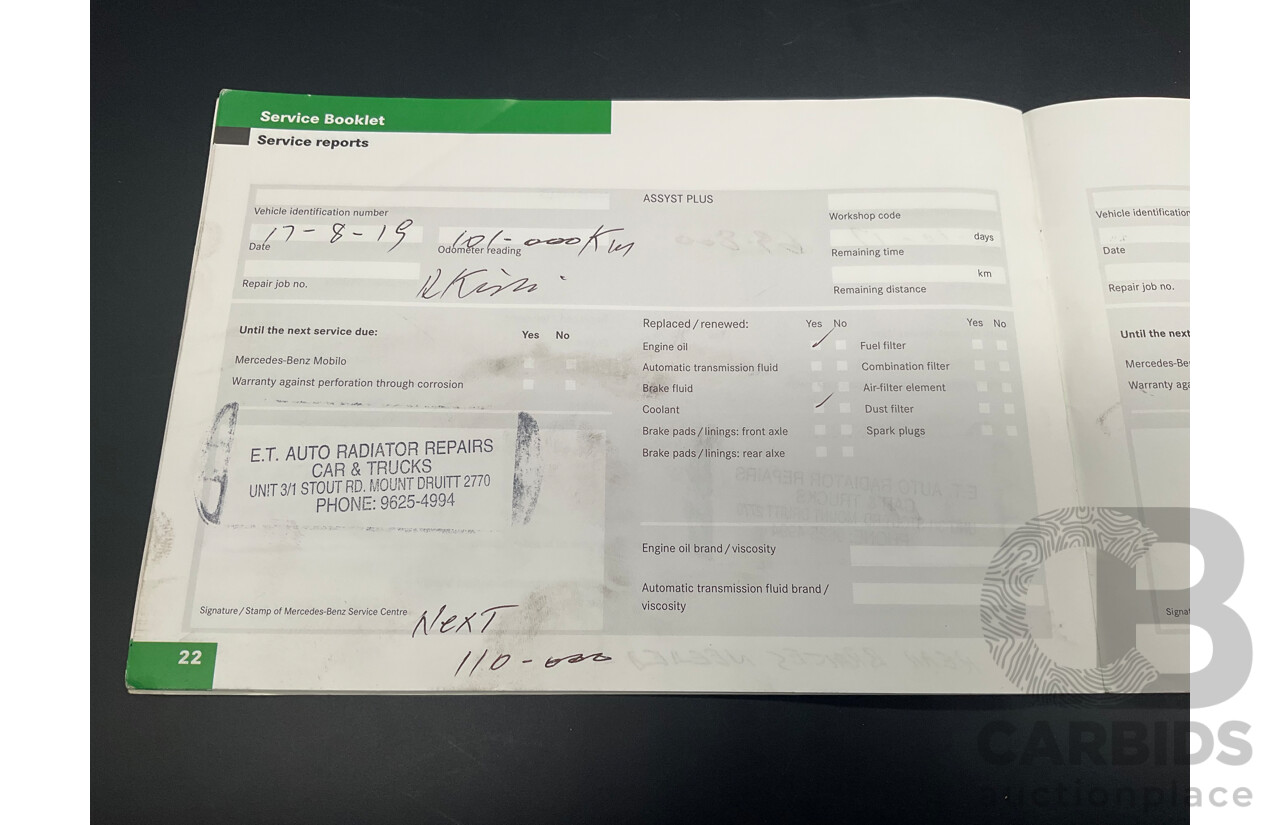 Service Booklet
Service reports
Vehicle identification number
17-8-19
Date
101-000Km
Odometer reading
Repair job no.
ASSYST PLUS
Workshop code
days
Remaining time
km
Remaining distance
Until the next service due:
Yes No
Mercedes-Benz Mobilo
Warranty against perforation through corrosion
E.T. AUTO RADIATOR REPAIRS
CAR & TRUCKS
UNIT 3/1 STOUT RD. MOUNT DRUITT 2770
PHONE: 9625-4994
Signature/Stamp of Mercedes-Benz Service Centre
NexT
110-000
Replaced/renewed:
Yes No
Yes No
Engine oil
Fuel filter
Automatic transmission fluid
Combination filter
Brake fluid
Air-filter element
Coolant
Dust filter
Brake pads/linings: front axle
Spark plugs
Brake pads/linings: rear alxe
Engine oil brand/viscosity
Automatic transmission fluid brand/
viscosity
22
Vehicle identification
Date
Repair job no.
Until the next
Mercedes-Be
Warranty aga
Signat
CARBIDS
auctionplace